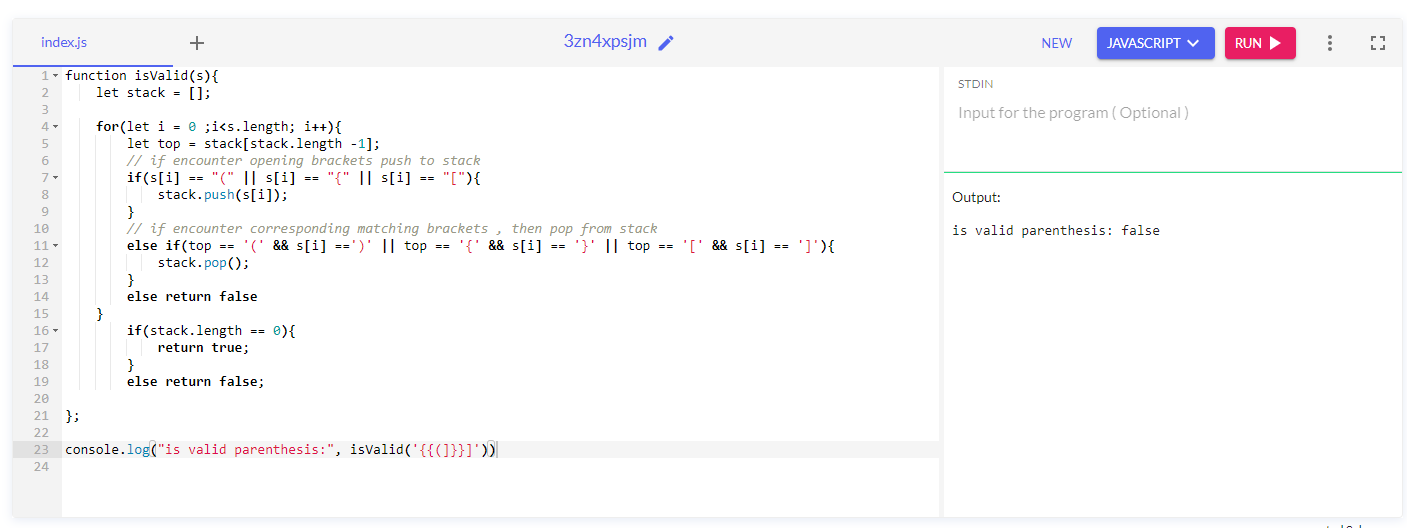 index.js
3zn4xpsjm
NEW
JAVASCRIPT
RUN
1 function isValid(s){
2 let stack = [];
3
4 for(let i = 0 ;i<s.length; i++){
5 let top = stack[stack.length -1];
6 // if encounter opening brackets push to stack
7 if(s[i] == "(" || s[i] == "{" || s[i] == "["){
8 stack.push(s[i]);
9 }
10 // if encounter corresponding matching brackets , then pop from stack
11 else if(top == '(' && s[i] ==')' || top == '{' && s[i] == '}' || top == '[' && s[i] == ']'){
12 stack.pop();
13 }
14 else return false
15 }
16 if(stack.length == 0){
17 return true;
18 }
19 else return false;
20
21 };
22
23 console.log("is valid parenthesis:", isValid('{{(]}}]'))
24
STDIN
Input for the program ( Optional )
Output:
is valid parenthesis: false